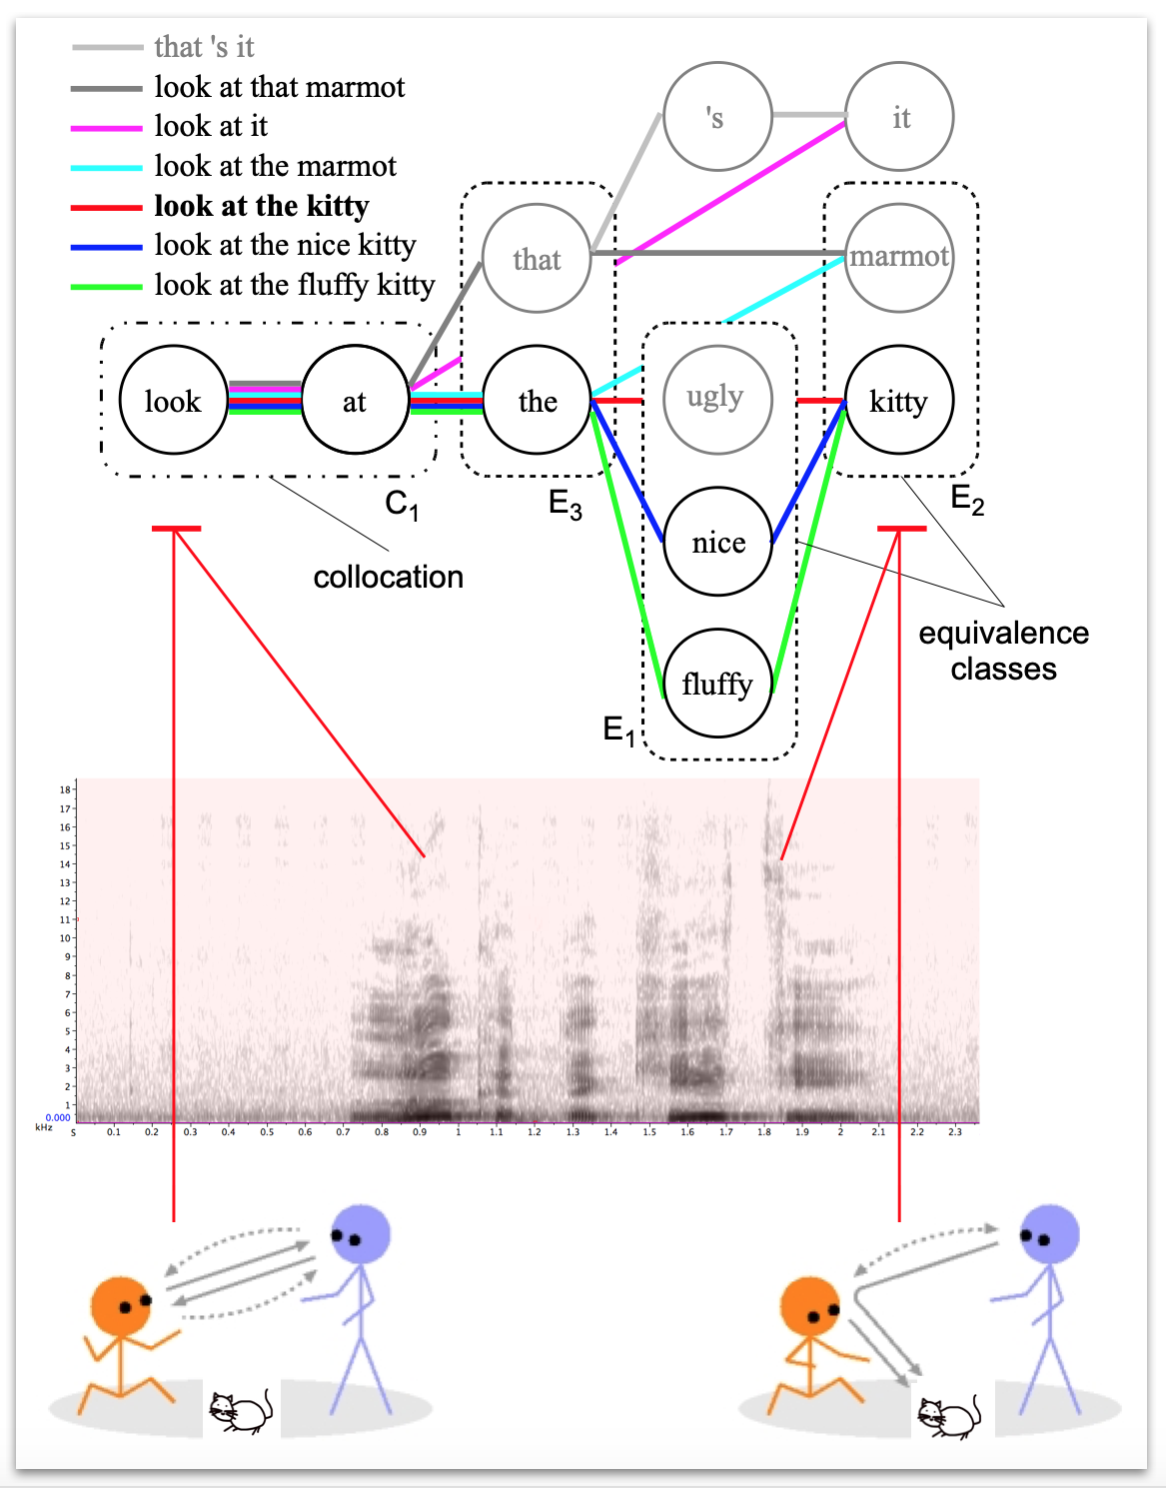 that 's it
look at that marmot
look at it
look at the marmot
look at the kitty
look at the nice kitty
look at the fluffy kitty
's
it
that
marmot
look
at
the
ugly
kitty
C1
E3
E2
nice
collocation
equivalence
classes
fluffy
E1
18
17
16
15
14
13
12
11
10
9
8
7
6
5
4
3
2
1
0.000
kHz
S 0.1 0.2 0.3 0.4 0.5 0.6 0.7 0.8 0.9 1 1.1 1.2 1.3 1.4 1.5 1.6 1.7 1.8 1.9 2 2.1 2.2 2.3